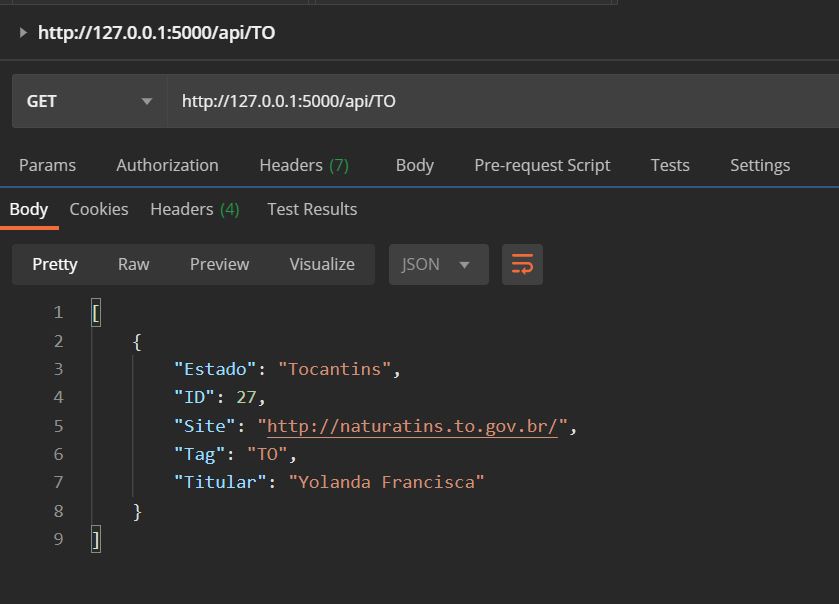 http://127.0.0.1:5000/api/TO
GET http://127.0.0.1:5000/api/TO
Params Authorization Headers (7) Body Pre-request Script Tests Settings
Body Cookies Headers (4) Test Results
Pretty Raw Preview Visualize JSON
1 [
2 {
3 "Estado": "Tocantins",
4 "ID": 27,
5 "Site": "http://naturatins.to.gov.br/",
6 "Tag": "TO",
7 "Titular": "Yolanda Francisca"
8 }
9 ]